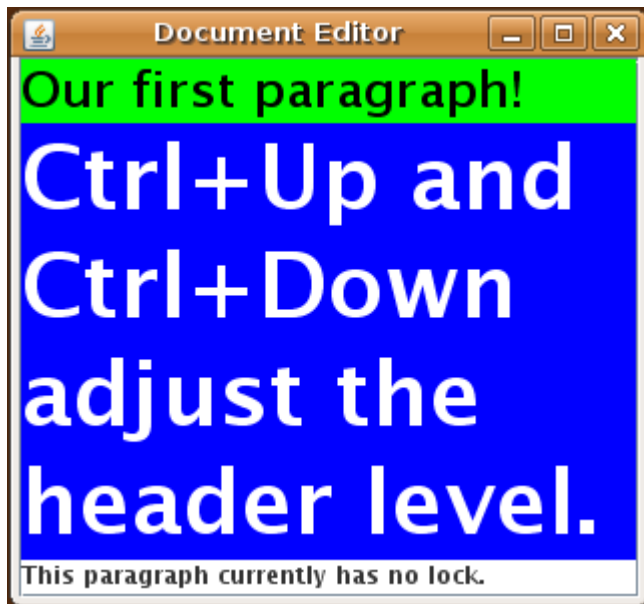 Document Editor
Our first paragraph!
Ctrl+Up and
Ctrl+Down
adjust the
header level.
This paragraph currently has no lock.